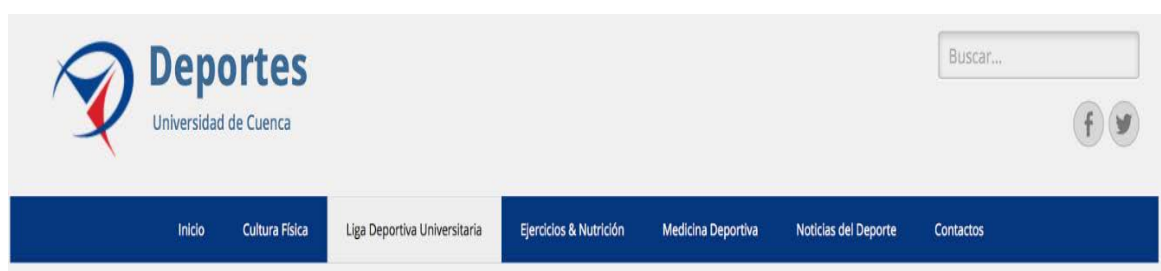 Deportes
Universidad de Cuenca
Buscar...
Inicio Cultura Física Liga Deportiva Universitaria Ejercicios & Nutrición Medicina Deportiva Noticias del Deporte Contactos